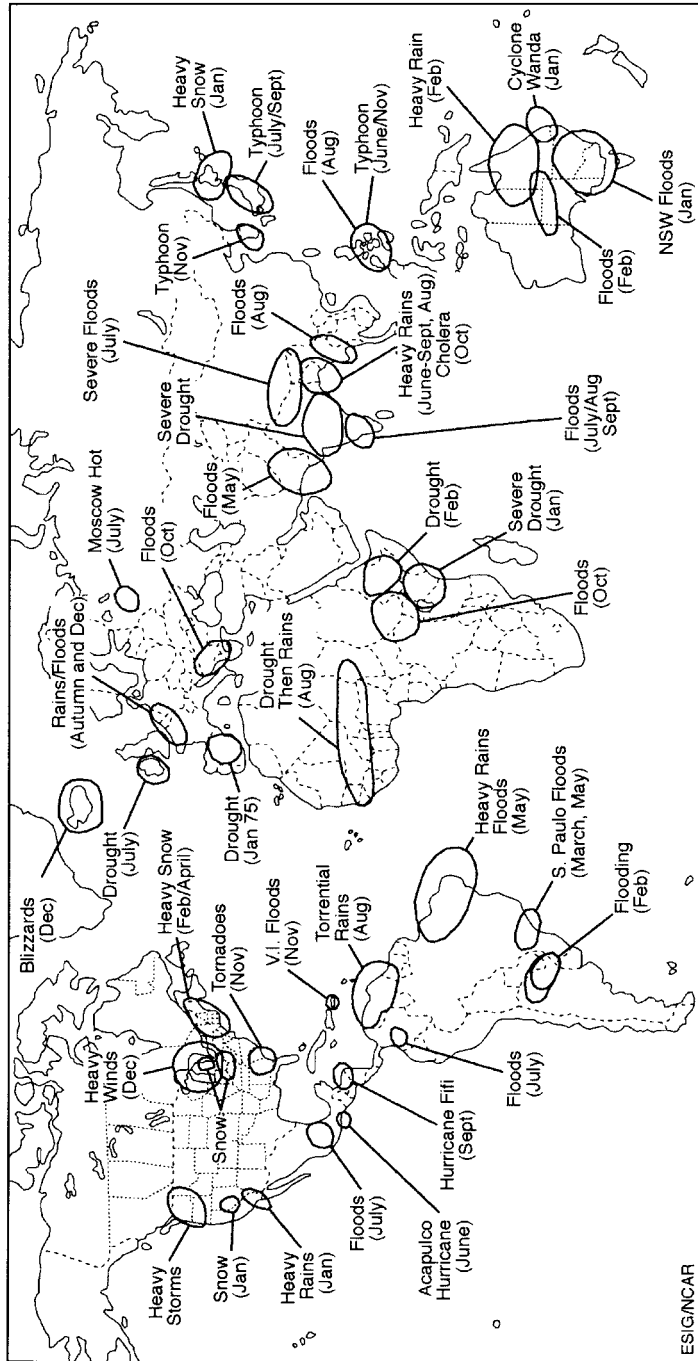 Blizzards
(Dec)
Drought
(July)
Heavy Snow
(Feb/April)
Tornadoes
(Nov)
V.I. Floods
(Nov)
Torrential
Rains
(Aug)
Heavy
Winds
(Dec)
Snow
Heavy
Storms
Snow
(Jan)
Heavy
Rains
(Jan)
Floods
(July)
Acapulco
Hurricane
(June)
Hurricane Fifi
(Sept)
Floods
(July)
Heavy Rains
Floods
(May)
S. Paulo Floods
(March, May)
Flooding
(Feb)
Rains/Floods
(Autumn and Dec)
Moscow Hot
(July)
Floods
(Oct)
Drought
(Jan 75)
Drought
Then Rains
(Aug)
Drought
(Feb)
Severe
Drought
(Jan)
Floods
(Oct)
Floods
(May)
Severe
Drought
Severe Floods
(July)
Floods
(Aug)
Heavy Rains
(June-Sept, Aug)
Cholera
(Oct)
Floods
(July/Aug
Sept)
Typhoon
(Nov)
Heavy
Snow
(Jan)
Typhoon
(July/Sept)
Floods
(Aug)
Typhoon
(June/Nov)
Heavy Rain
(Feb)
Cyclone
Wanda
(Jan)
Floods
(Feb)
NSW Floods
(Jan)
ESIG/NCAR